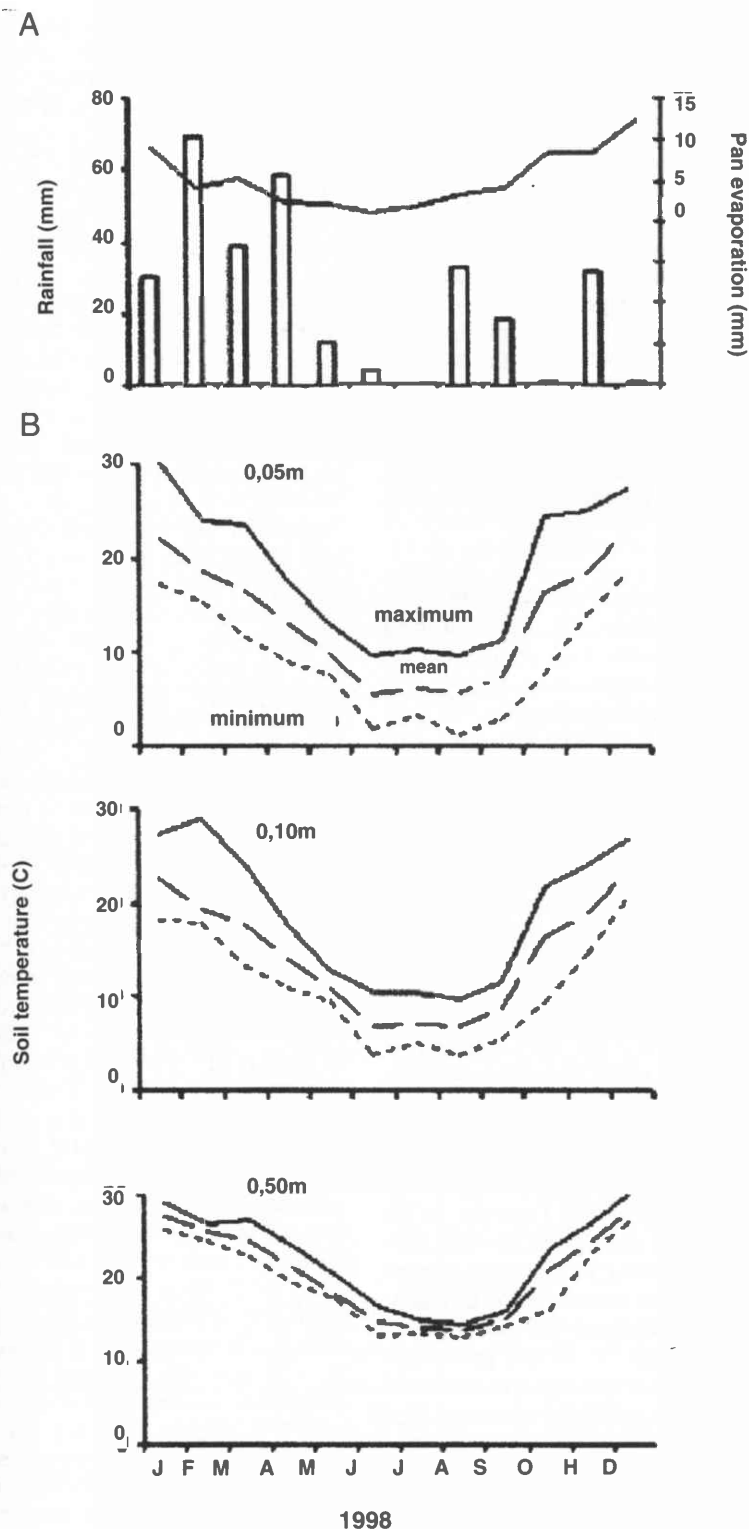 A
80
60
40
20
0
Rainfall (mm)
15
10
5
0
Pan evaporation (mm)
B
30
20
10
0
0,05m
maximum
mean
minimum
30
20
10
0
0,10m
Soil temperature (C)
30
20
10
0
0,50m
J F M A M J J A S O H D
1998